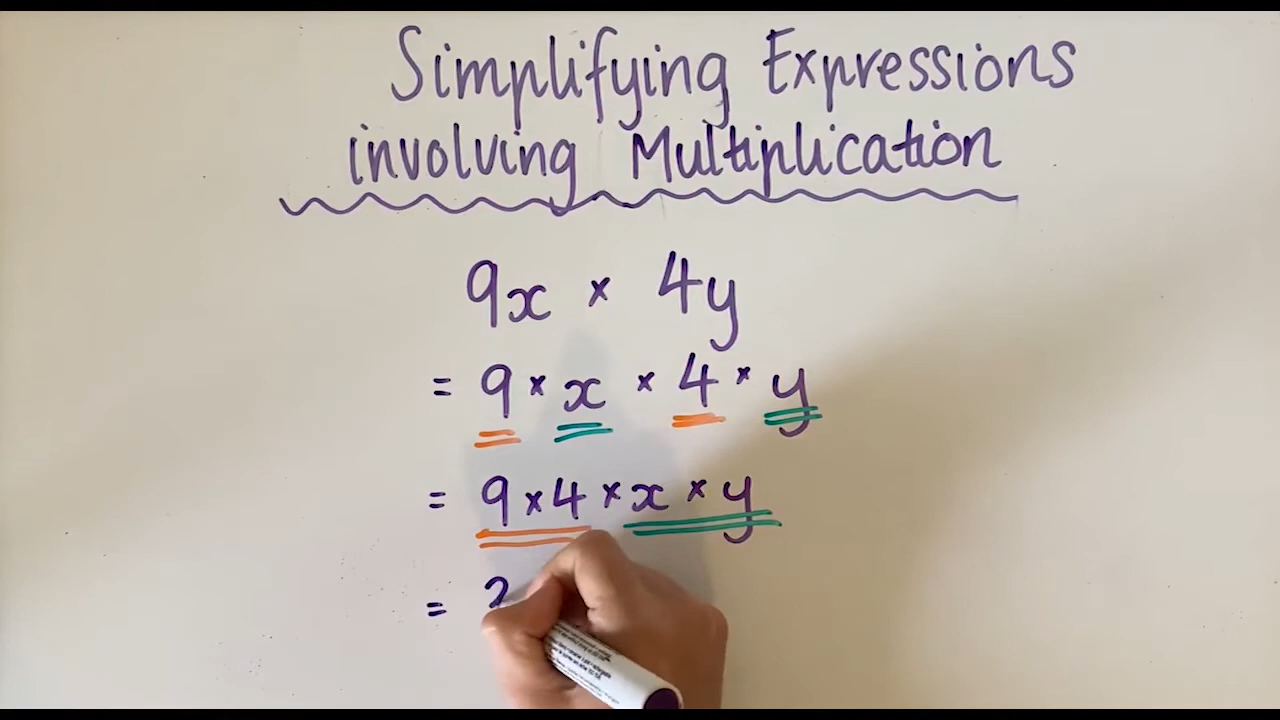 Simplifying Expressions
involving Multiplication
9x × 4y
= 9 × x × 4 × y
= 9 × 4 × x × y
=